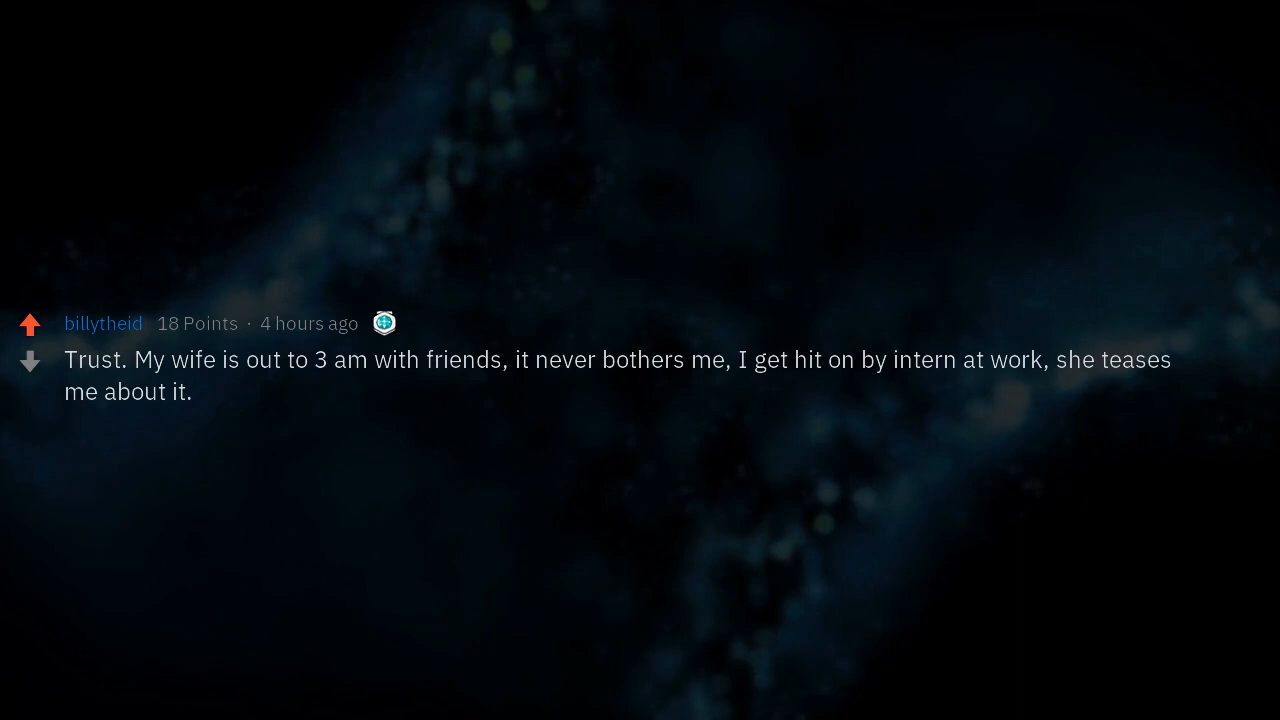 billytheid 18 Points · 4 hours ago
Trust. My wife is out to 3 am with friends, it never bothers me, I get hit on by intern at work, she teases
me about it.